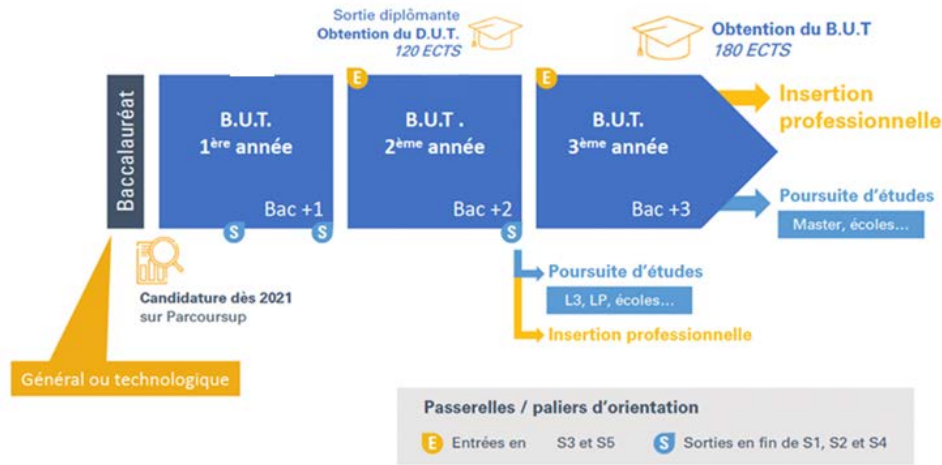 Sortie diplômante
Obtention du D.U.T.
120 ECTS
Obtention du B.U.T
180 ECTS
Baccalauréat
B.U.T.
1ère année
Bac +1
S
S
E
B.U.T .
2ème année
Bac +2
S
E
B.U.T.
3ème année
Bac +3
Insertion
professionnelle
Poursuite d'études
Master, écoles...
Candidature dès 2021
sur Parcoursup
Général ou technologique
Poursuite d'études
L3, LP, écoles...
Insertion professionnelle
Passerelles / paliers d'orientation
E Entrées en S3 et S5
S Sorties en fin de S1, S2 et S4